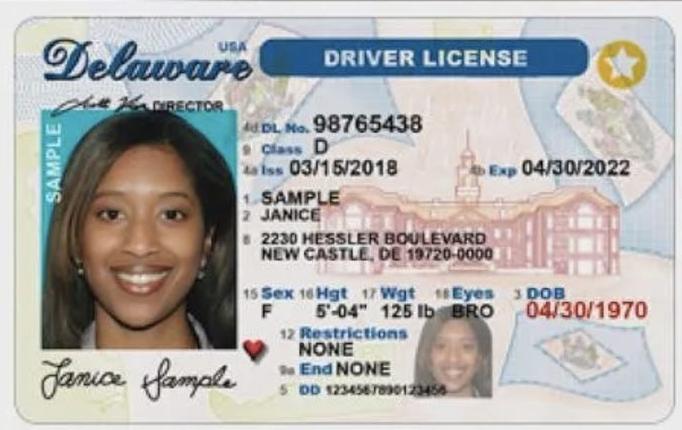 Delaware USA DRIVER LICENSE
DIRECTOR
SAMPLE
4d DL No. 98765438
9 Class D
4a Iss 03/15/2018 4b Exp 04/30/2022
1 SAMPLE
2 JANICE
8 2230 HESSLER BOULEVARD
NEW CASTLE, DE 19720-0000
15 Sex 16 Hgt 17 Wgt 18 Eyes 3 DOB
F 5'-04" 125 lb BRO 04/30/1970
12 Restrictions
NONE
9a End NONE
5 DD 1234567890123456
Janice Sample